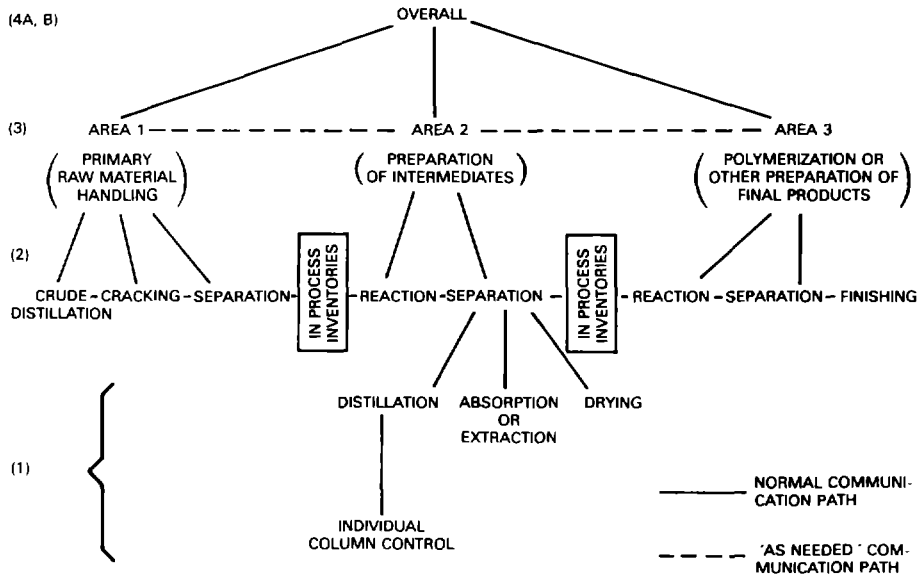 (4A, B)
OVERALL
(3)
AREA 1
AREA 2
AREA 3
(PRIMARY
RAW MATERIAL
HANDLING)
(PREPARATION
OF INTERMEDIATES)
(POLYMERIZATION OR
OTHER PREPARATION OF
FINAL PRODUCTS)
(2)
CRUDE – CRACKING – SEPARATION –
DISTILLATION
IN PROCESS
INVENTORIES
REACTION – SEPARATION –
IN PROCESS
INVENTORIES
REACTION – SEPARATION – FINISHING
DISTILLATION
ABSORPTION
OR
EXTRACTION
DRYING
(1)
INDIVIDUAL
COLUMN CONTROL
NORMAL COMMUNI-
CATION PATH
"AS NEEDED" COM-
MUNICATION PATH